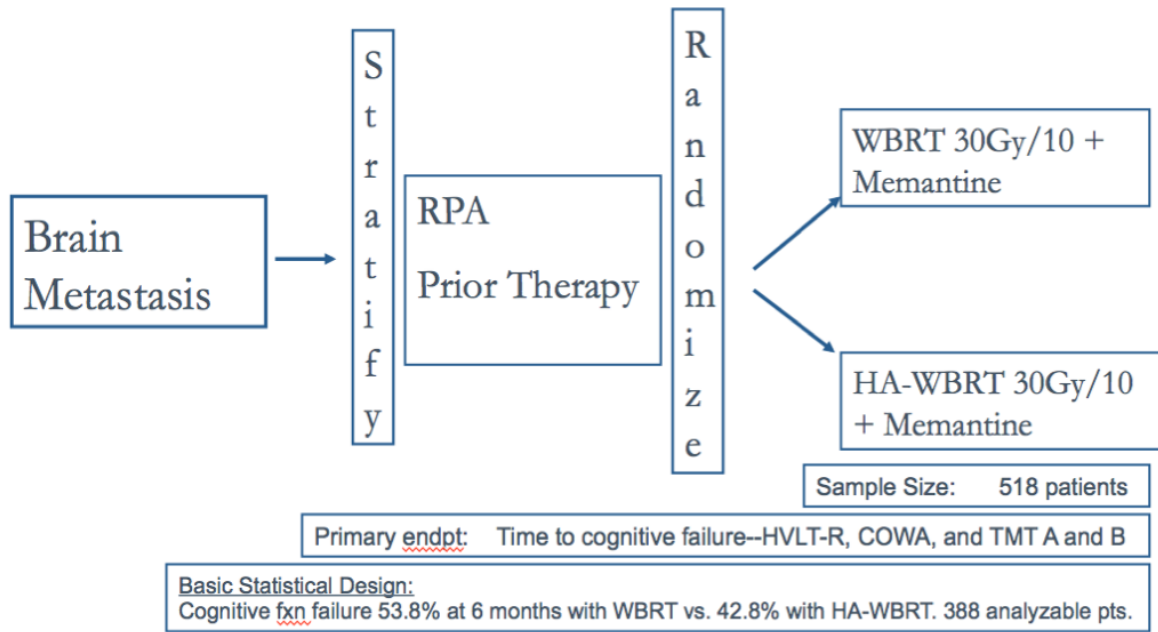 Brain
Metastasis
Stratify
RPA
Prior Therapy
Randomize
WBRT 30Gy/10 +
Memantine
HA-WBRT 30Gy/10
+ Memantine
Sample Size: 518 patients
Primary endpt: Time to cognitive failure--HVLT-R, COWA, and TMT A and B
Basic Statistical Design:
Cognitive fxn failure 53.8% at 6 months with WBRT vs. 42.8% with HA-WBRT. 388 analyzable pts.